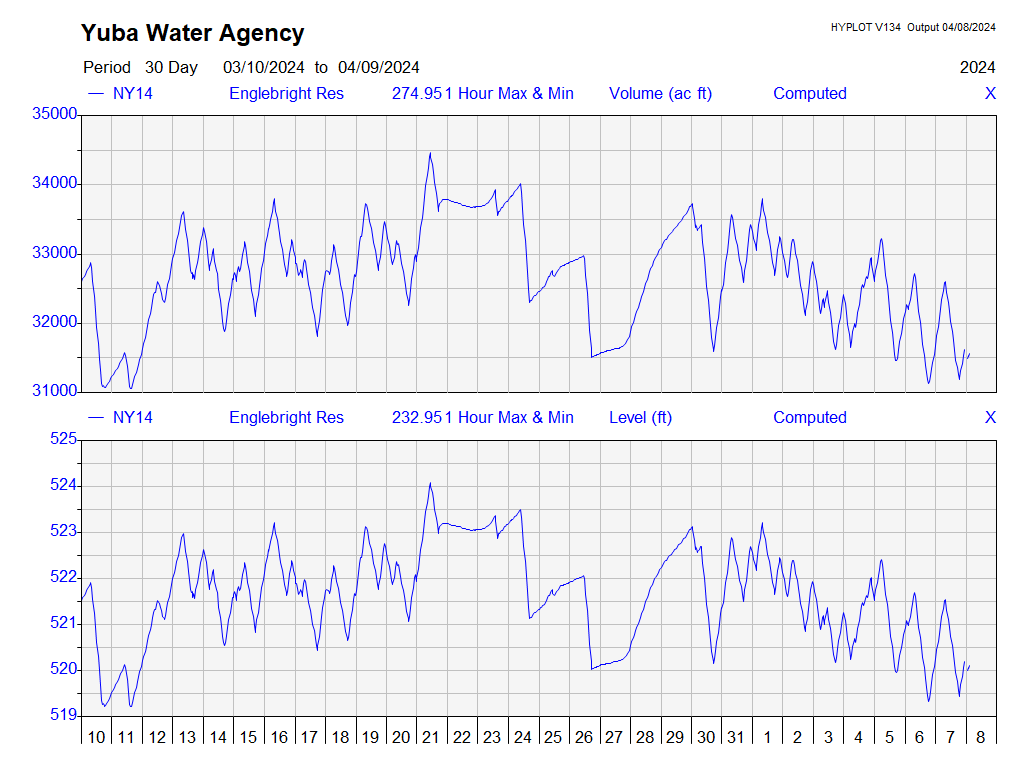 Yuba Water Agency
HYPLOT V134 Output 04/08/2024
Period 30 Day 03/10/2024 to 04/09/2024
2024
NY14 Englebright Res 274.951 Hour Max & Min Volume (ac ft) Computed X
35000
34000
33000
32000
31000
NY14 Englebright Res 232.951 Hour Max & Min Level (ft) Computed X
525
524
523
522
521
520
519
10 11 12 13 14 15 16 17 18 19 20 21 22 23 24 25 26 27 28 29 30 31 1 2 3 4 5 6 7 8